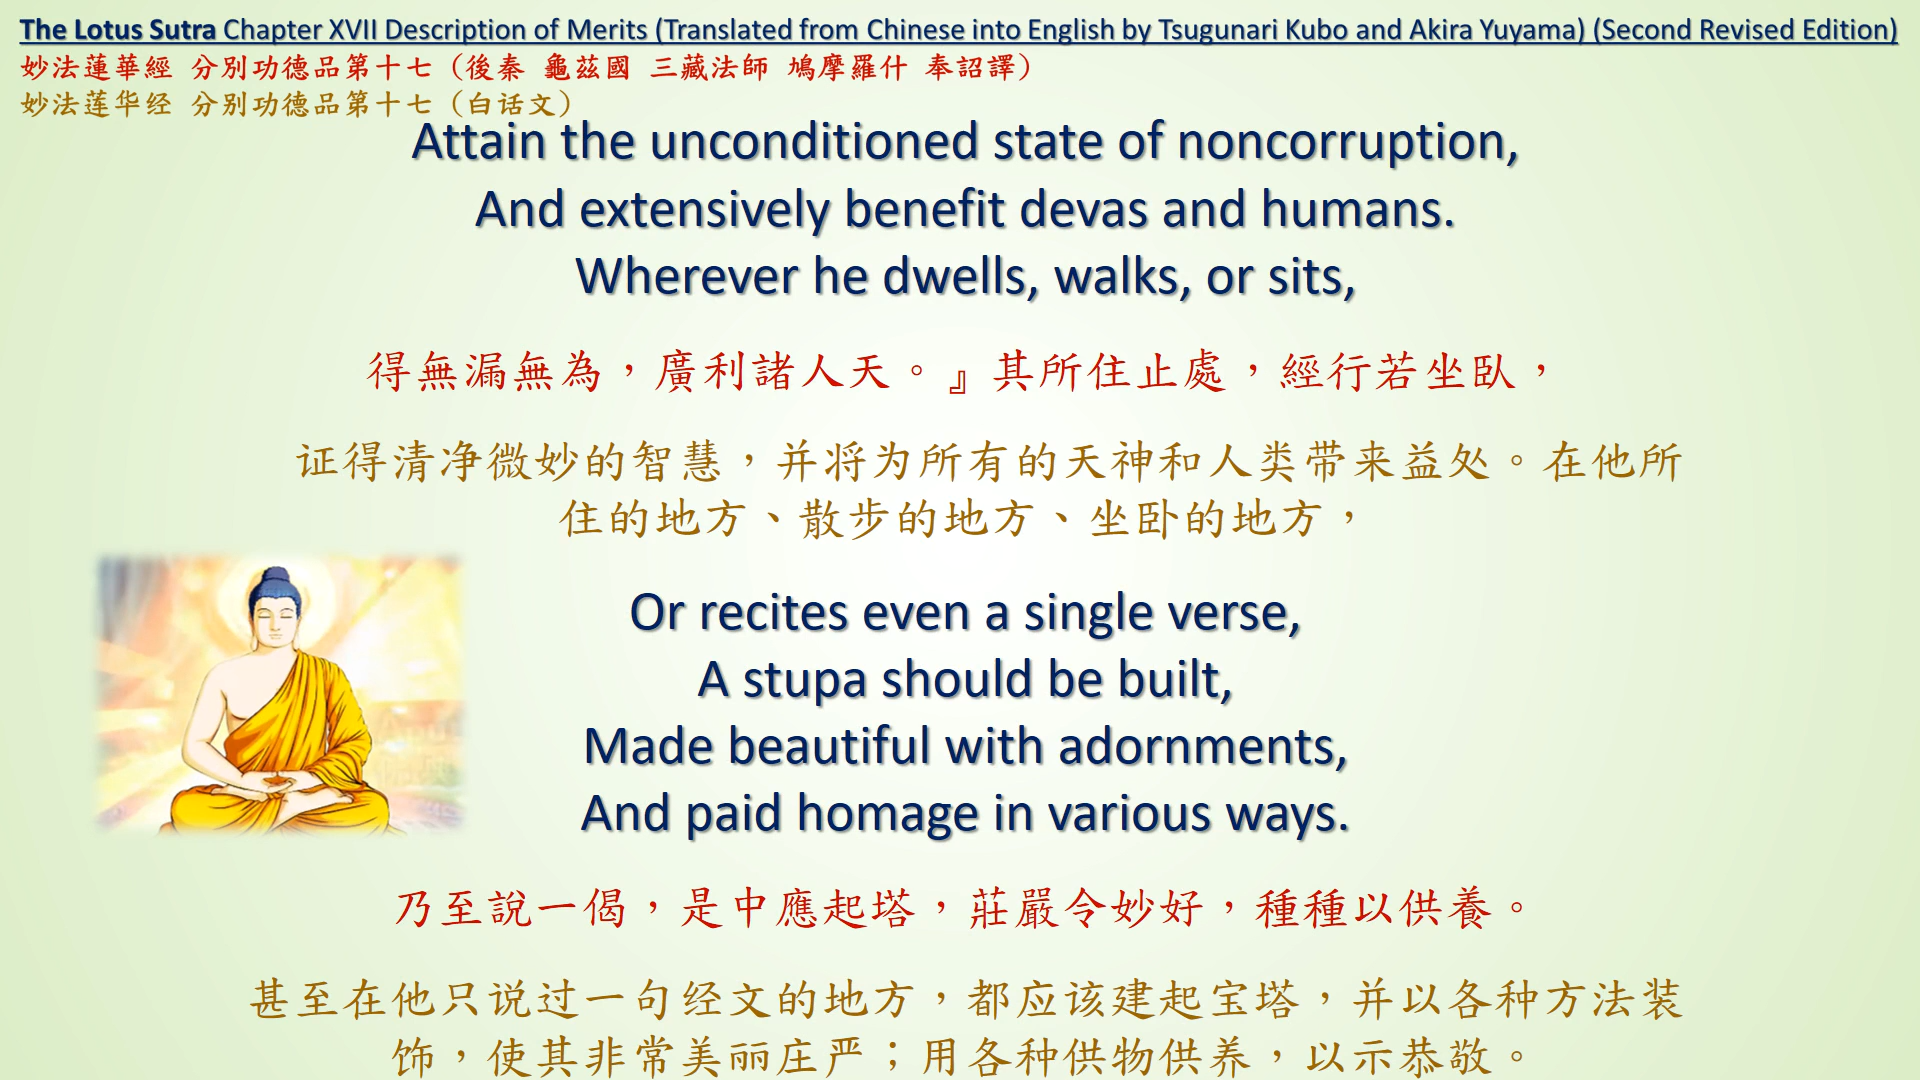 The Lotus Sutra Chapter XVII Description of Merits (Translated from Chinese into English by Tsugunari Kubo and Akira Yuyama) (Second Revised Edition)
妙法蓮華經 分別功德品第十七（後秦 龜茲國 三藏法師 鳩摩羅什 奉詔譯）
妙法莲华经 分别功德品第十七（白话文）
Attain the unconditioned state of noncorruption,
And extensively benefit devas and humans.
Wherever he dwells, walks, or sits,
得無漏無為，廣利諸人天。』其所住止處，經行若坐臥，
证得清净微妙的智慧，并将为所有的天神和人类带来益处。在他所
住的地方、散步的地方、坐卧的地方，
Or recites even a single verse,
A stupa should be built,
Made beautiful with adornments,
And paid homage in various ways.
乃至說一偈，是中應起塔，莊嚴令妙好，種種以供養。
甚至在他只说过一句经文的地方，都应该建起宝塔，并以各种方法装
饰，使其非常美丽庄严；用各种供物供养，以示恭敬。